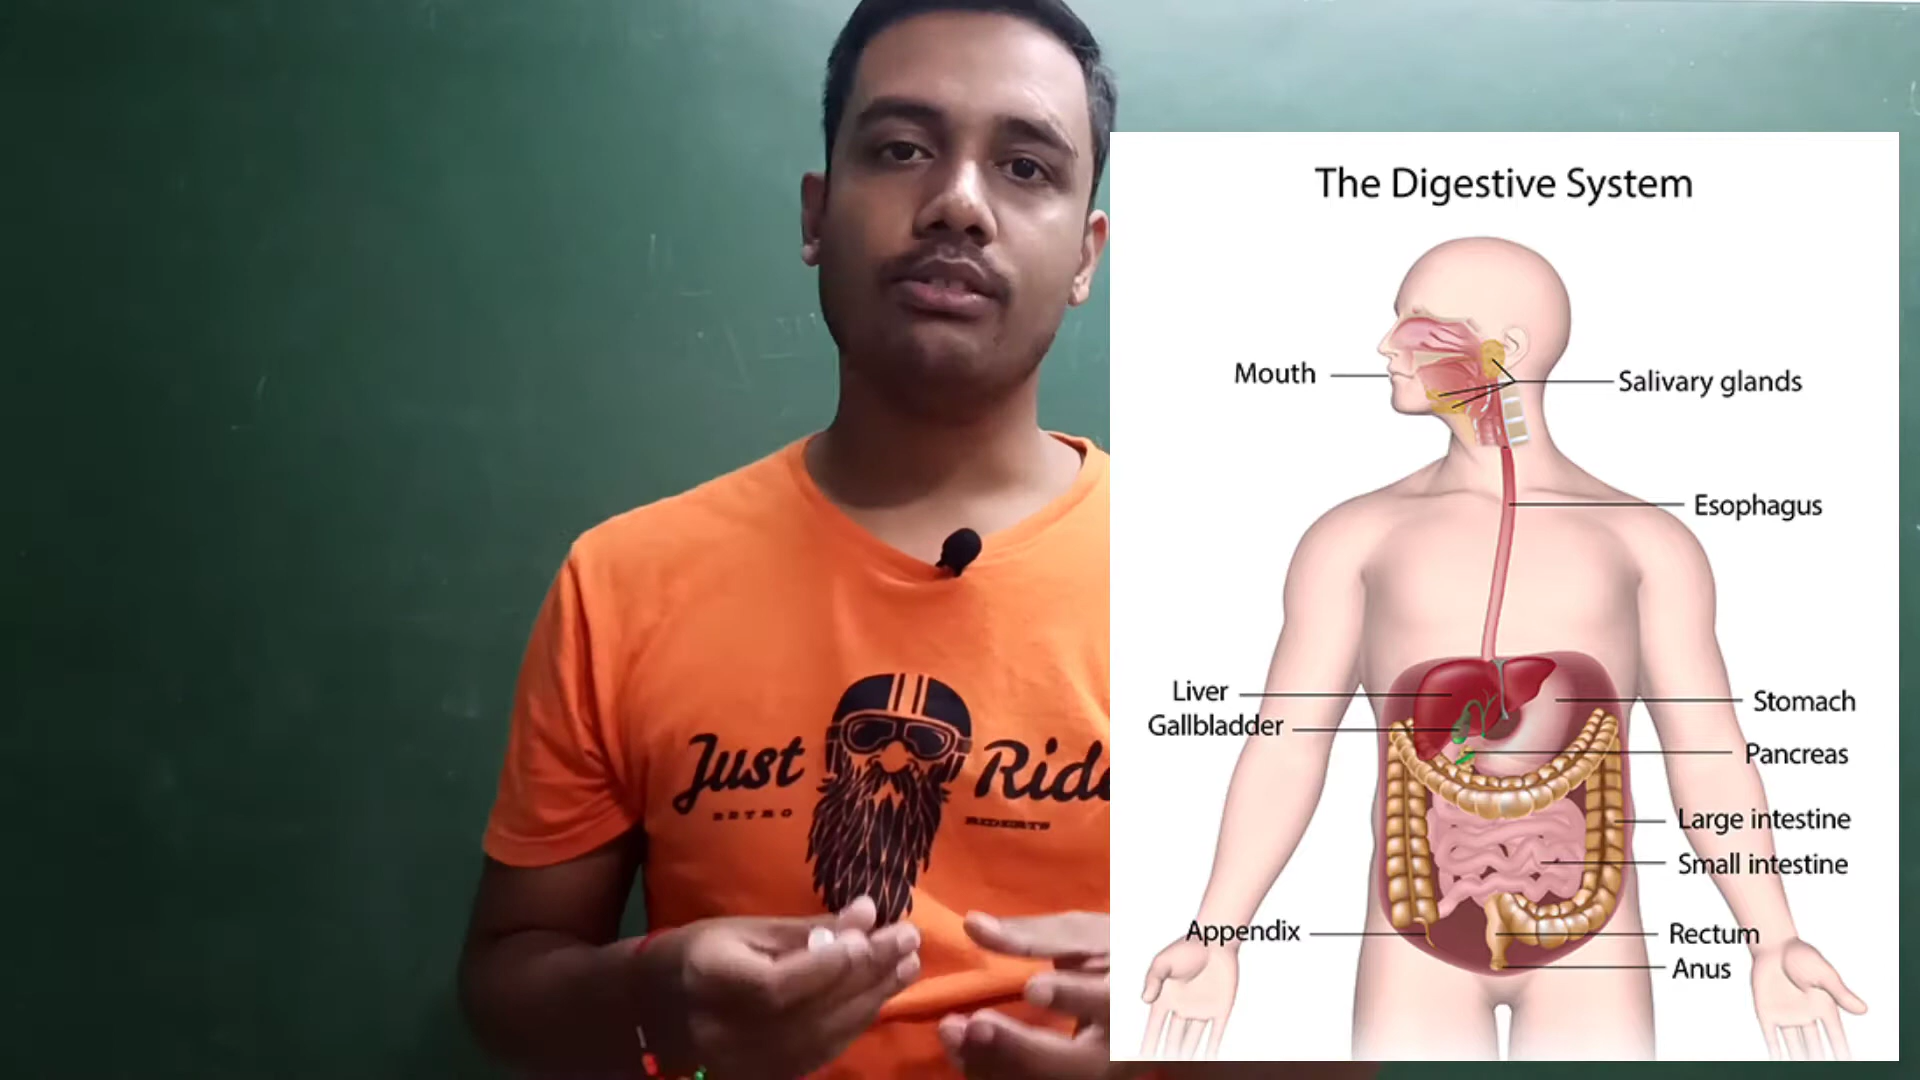 The Digestive System
Mouth
Salivary glands
Esophagus
Liver
Gallbladder
Stomach
Pancreas
Large intestine
Small intestine
Appendix
Rectum
Anus
Just
RETRO